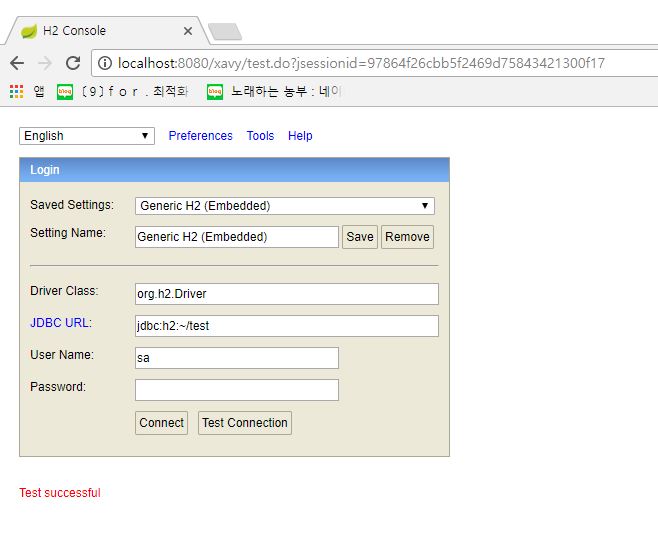 H2 Console
localhost:8080/xavy/test.do?jsessionid=97864f26cbb5f2469d75843421300f17
앱 blog (9)for.최적화 blog 노래하는 농부 : 네이
English Preferences Tools Help
Login
Saved Settings: Generic H2 (Embedded)
Setting Name: Generic H2 (Embedded) Save Remove
Driver Class: org.h2.Driver
JDBC URL: jdbc:h2:~/test
User Name: sa
Password:
Connect Test Connection
Test successful